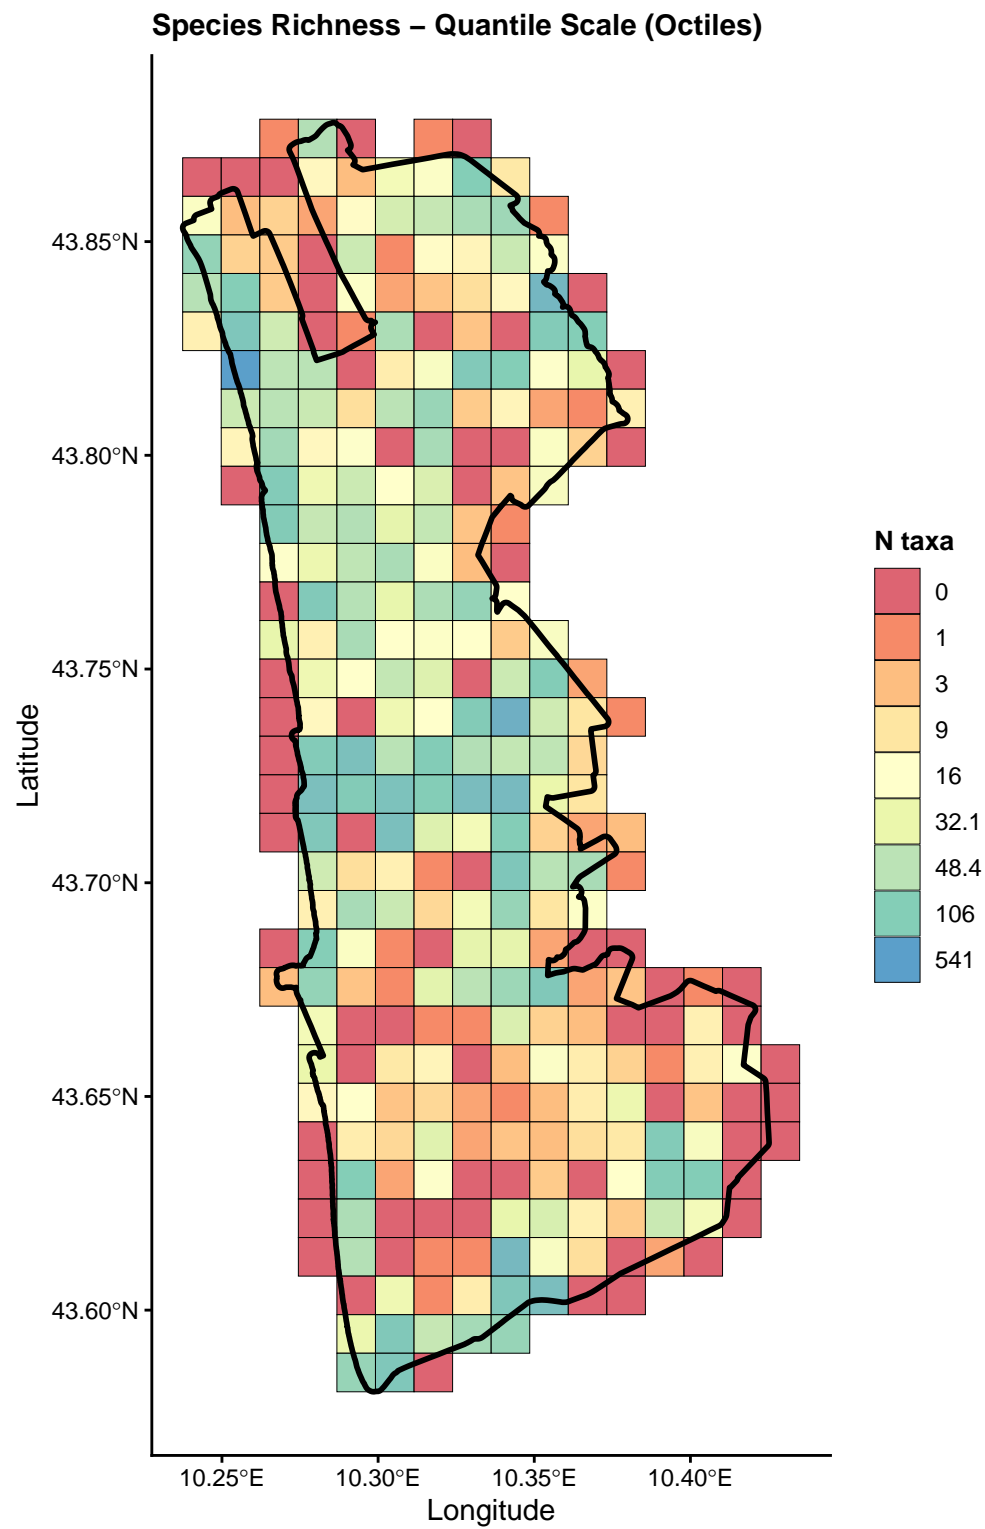 Species Richness – Quantile Scale (Octiles)
43.85°N
43.80°N
43.75°N
43.70°N
43.65°N
43.60°N
Latitude
10.25°E
10.30°E
10.35°E
10.40°E
Longitude
N taxa
0
1
3
9
16
32.1
48.4
106
541